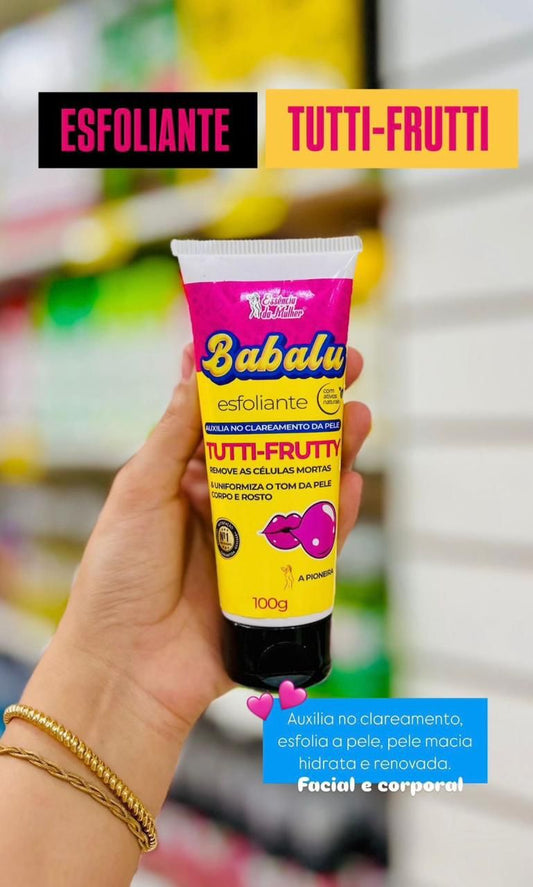 ESFOLIANTE TUTTI-FRUTTI
Essência
da Mulher
Babalu
esfoliante
com
ativos
naturais
AUXILIA NO CLAREAMENTO DA PELE
TUTTI-FRUTTY
REMOVE AS CÉLULAS MORTAS
& UNIFORMIZA O TOM DA PELE
CORPO E ROSTO
Nº1
A PIONEIRA
100g
Auxilia no clareamento,
esfolia a pele, pele macia
hidrata e renovada.
Facial e corporal